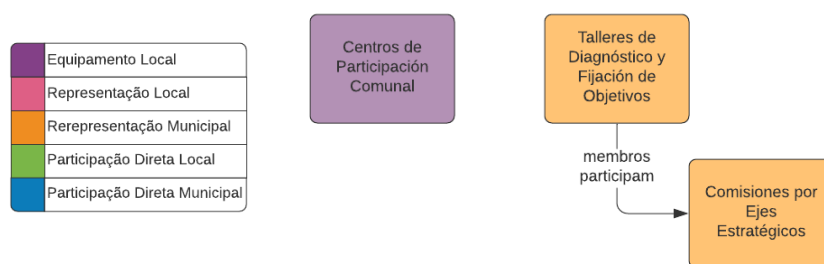 Equipamento Local
Representação Local
Rerepresentação Municipal
Participação Direta Local
Participação Direta Municipal
Centros de
Participación
Comunal
Talleres de
Diagnóstico y
Fijación de
Objetivos
membros
participam
Comisiones por
Ejes
Estratégicos